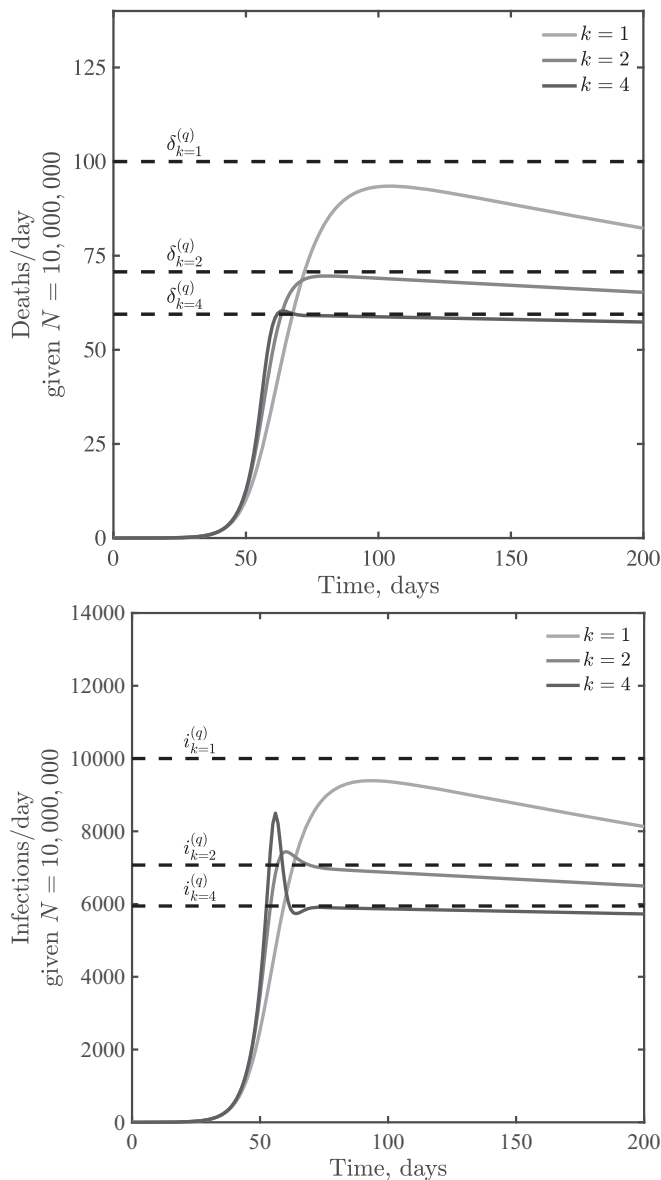 k = 1
k = 2
k = 4
125
100
75
50
25
0
δ_{k=1}^{(q)}
δ_{k=2}^{(q)}
δ_{k=4}^{(q)}
Deaths/day
given N = 10,000,000
0 50 100 150 200
Time, days
14000
12000
10000
8000
6000
4000
2000
0
k = 1
k = 2
k = 4
i_{k=1}^{(q)}
i_{k=2}^{(q)}
i_{k=4}^{(q)}
Infections/day
given N = 10,000,000
0 50 100 150 200
Time, days